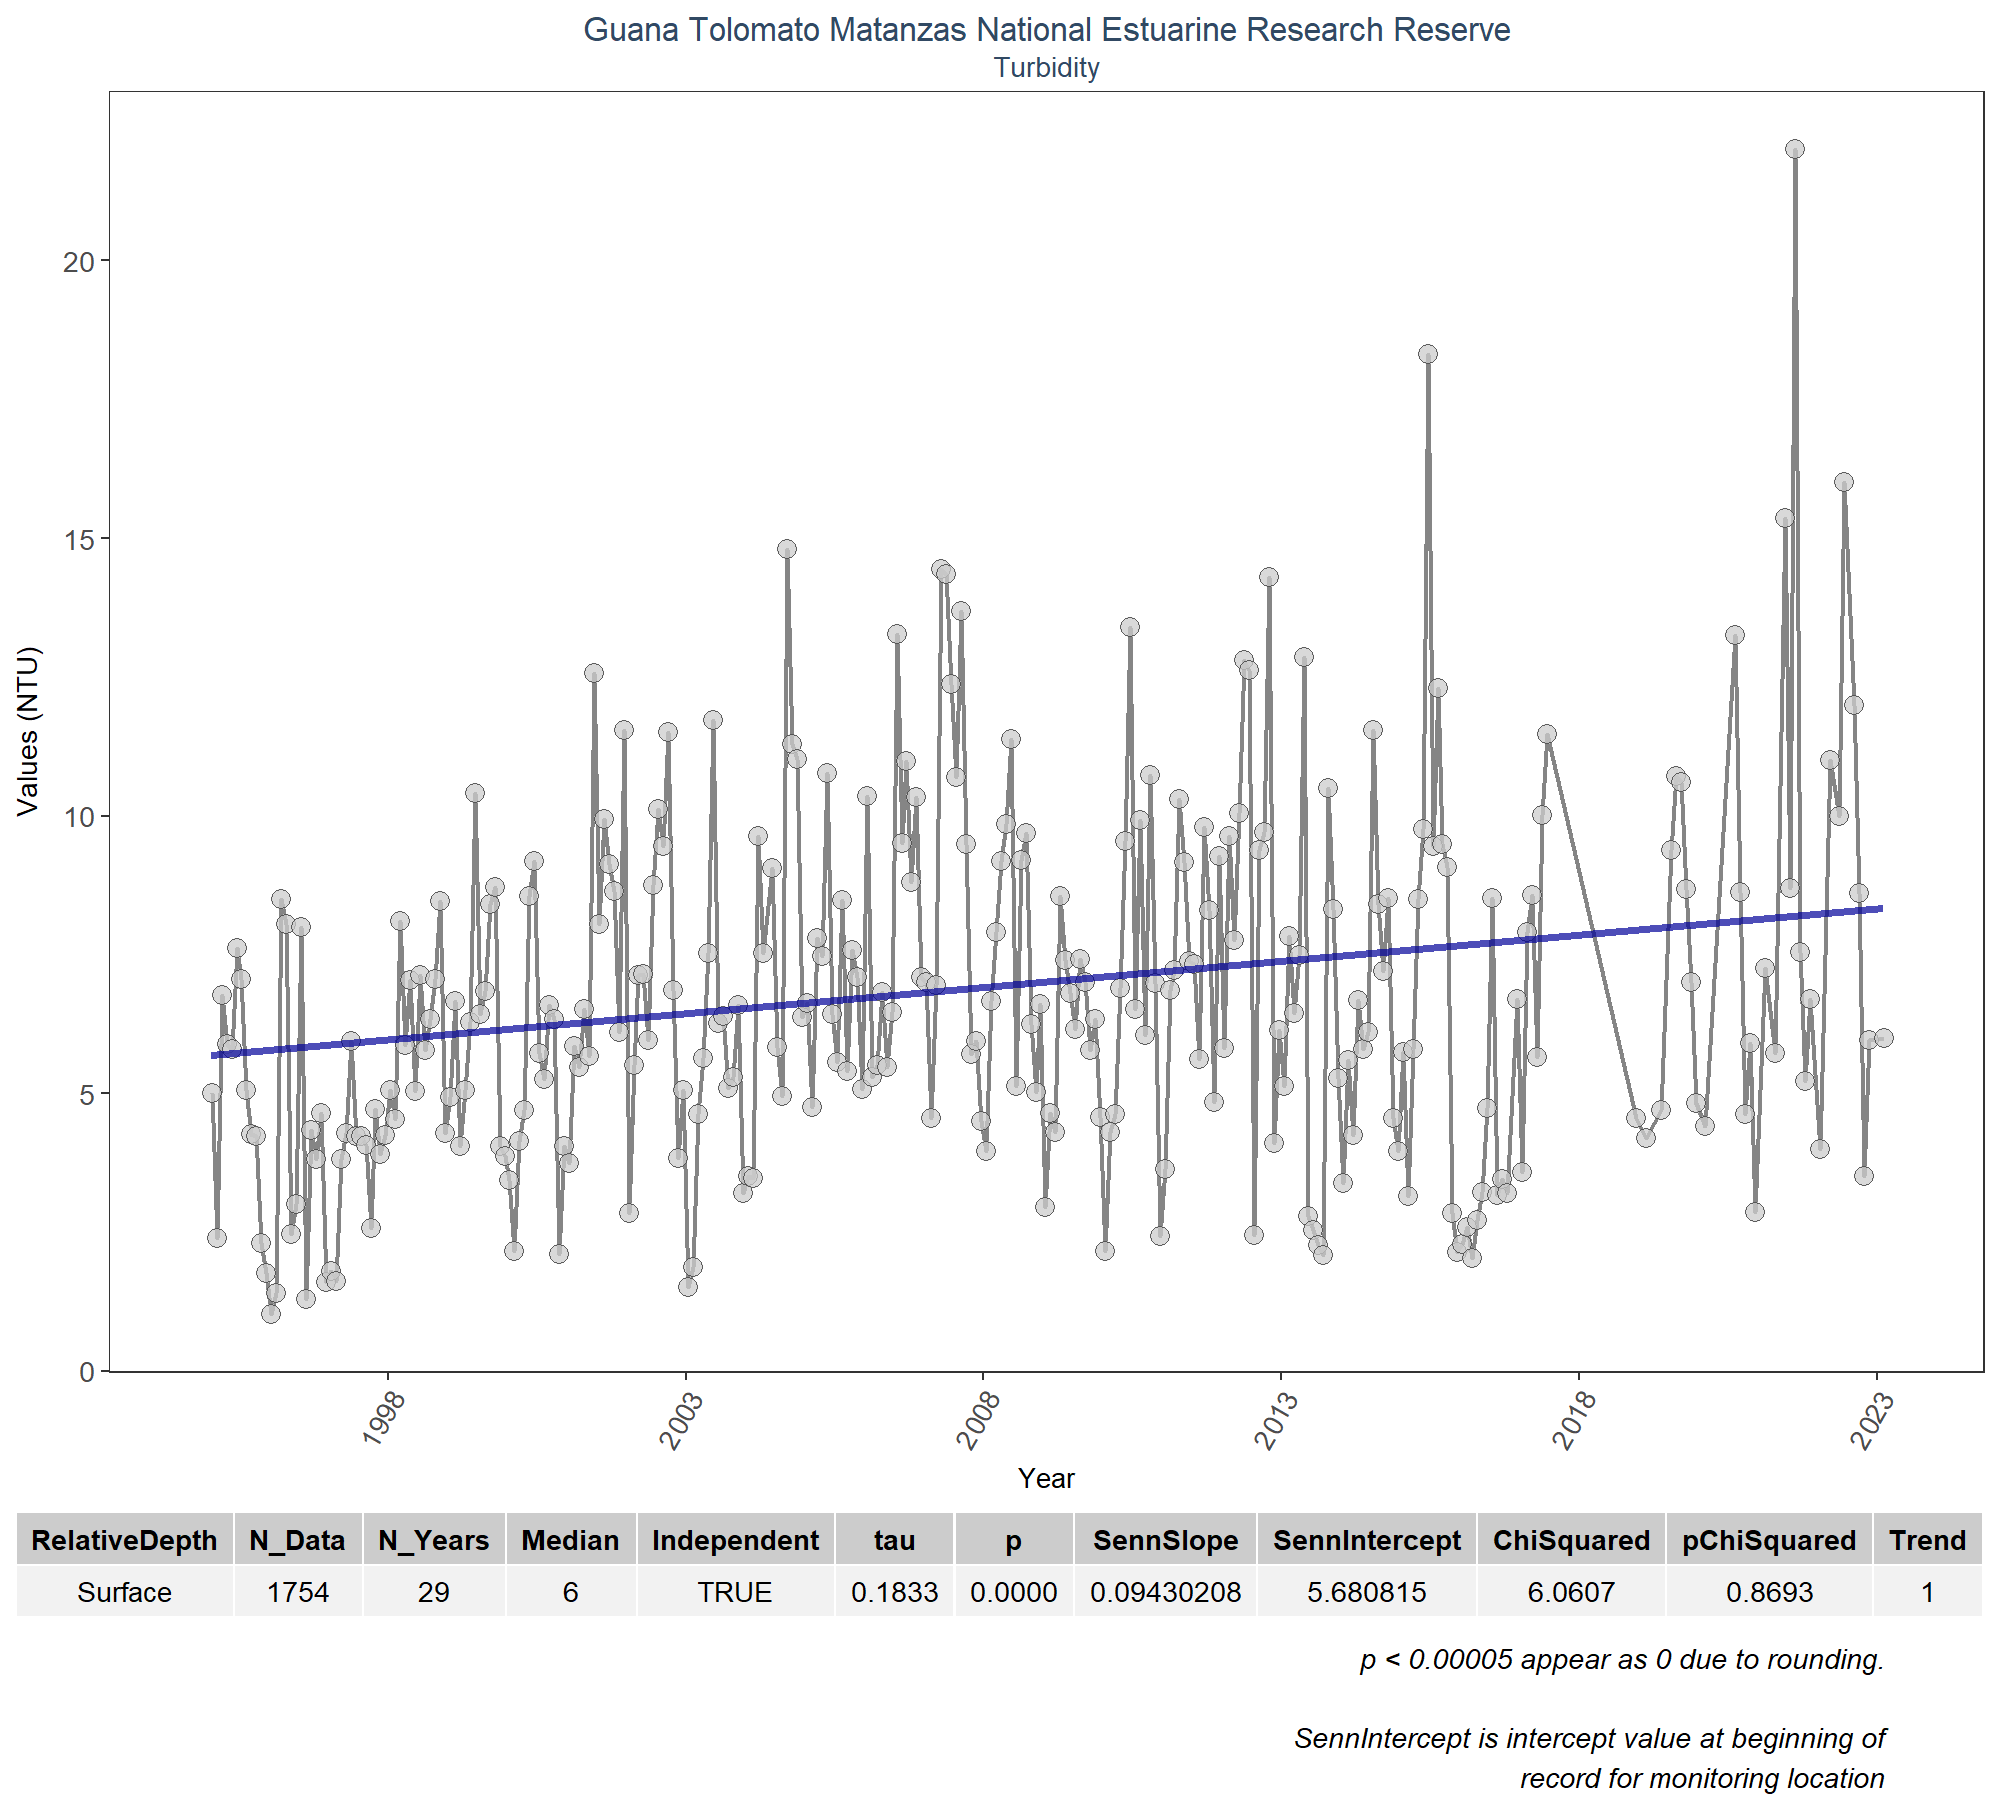 Guana Tolomato Matanzas National Estuarine Research Reserve
Turbidity
Values (NTU)
20
15
10
5
0
1998 2003 2008 2013 2018 2023
Year
RelativeDepth N_Data N_Years Median Independent tau p SennSlope SennIntercept ChiSquared pChiSquared Trend
Surface 1754 29 6 TRUE 0.1833 0.0000 0.09430208 5.680815 6.0607 0.8693 1
p < 0.00005 appear as 0 due to rounding.
SennIntercept is intercept value at beginning of
record for monitoring location